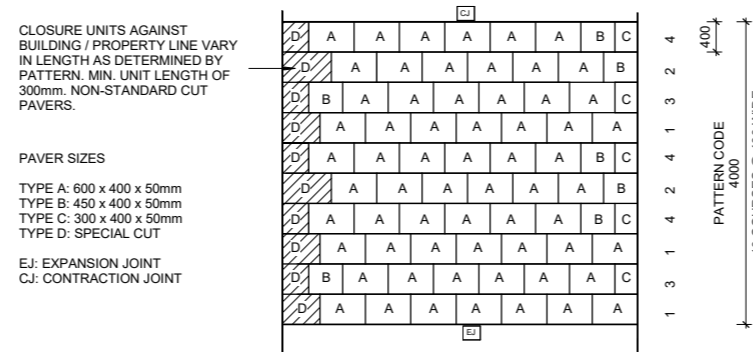 CLOSURE UNITS AGAINST
BUILDING / PROPERTY LINE VARY
IN LENGTH AS DETERMINED BY
PATTERN. MIN. UNIT LENGTH OF
300mm. NON-STANDARD CUT
PAVERS.
PAVER SIZES
TYPE A: 600 x 400 x 50mm
TYPE B: 450 x 400 x 50mm
TYPE C: 300 x 400 x 50mm
TYPE D: SPECIAL CUT
EJ: EXPANSION JOINT
CJ: CONTRACTION JOINT
CJ
D A A A A A A B C 4
D A A A A A A B 2
D B A A A A A A C 3
D A A A A A A A 1
D A A A A A A B C 4
D A A A A A A B 2
D A A A A A A B C 4
D A A A A A A A 1
D B A A A A A A C 3
D A A A A A A A 1
EJ
400
PATTERN CODE
4000